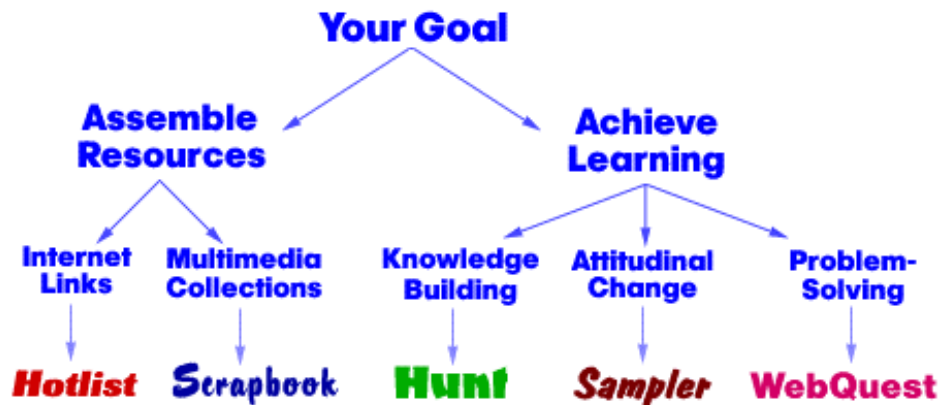 Your Goal
Assemble
Resources
Achieve
Learning
Internet
Links
Multimedia
Collections
Knowledge
Building
Attitudinal
Change
Problem-
Solving
Hotlist
Scrapbook
Hunt
Sampler
WebQuest